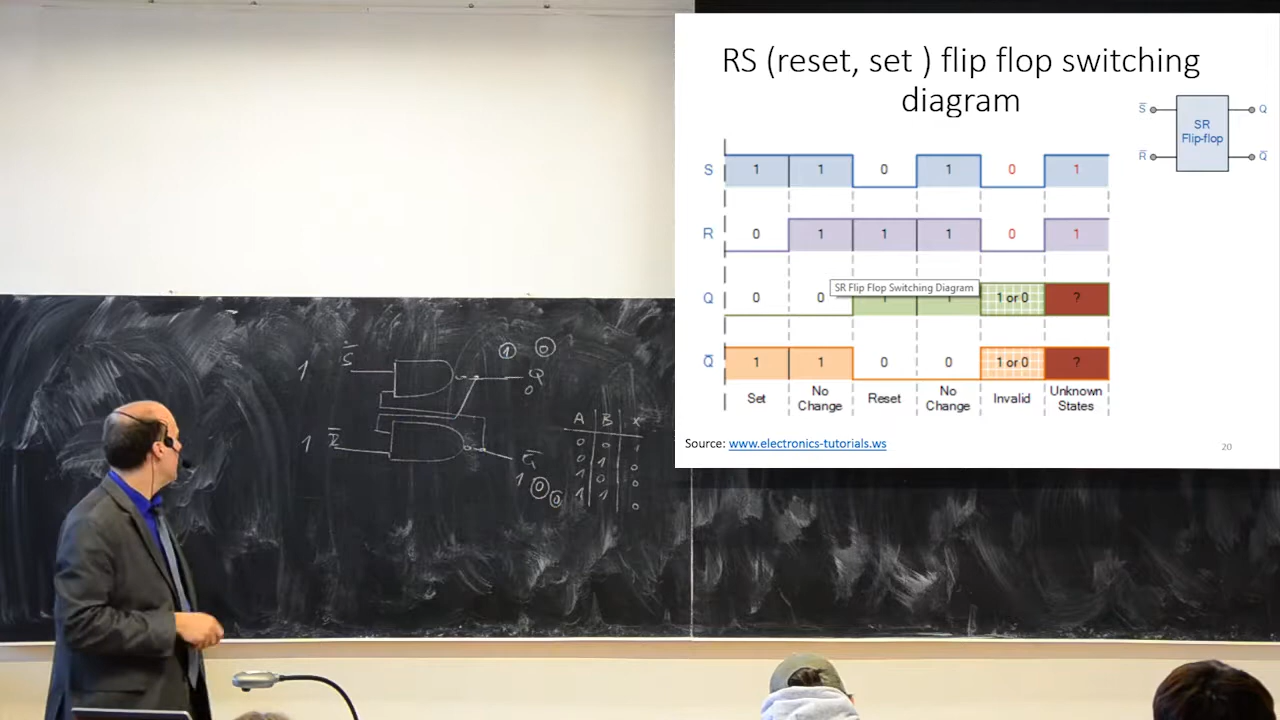 RS (reset, set ) flip flop switching
diagram
S̅ Q
SR
Flip-flop
R̅ Q̅
S 1 1 0 1 0 1
R 0 1 1 1 0 1
SR Flip Flop Switching Diagram
Q 0 0 1 or 0 ?
Q̅ 1 1 0 0 1 or 0 ?
Set No Change Reset No Change Invalid Unknown States
Source: www.electronics-tutorials.ws
20
1 S̅ 1 0
Q
0
1 R̅
Q̅
1 0 0
A B X
0 0 1
0 1 0
1 0 0
1 1 0